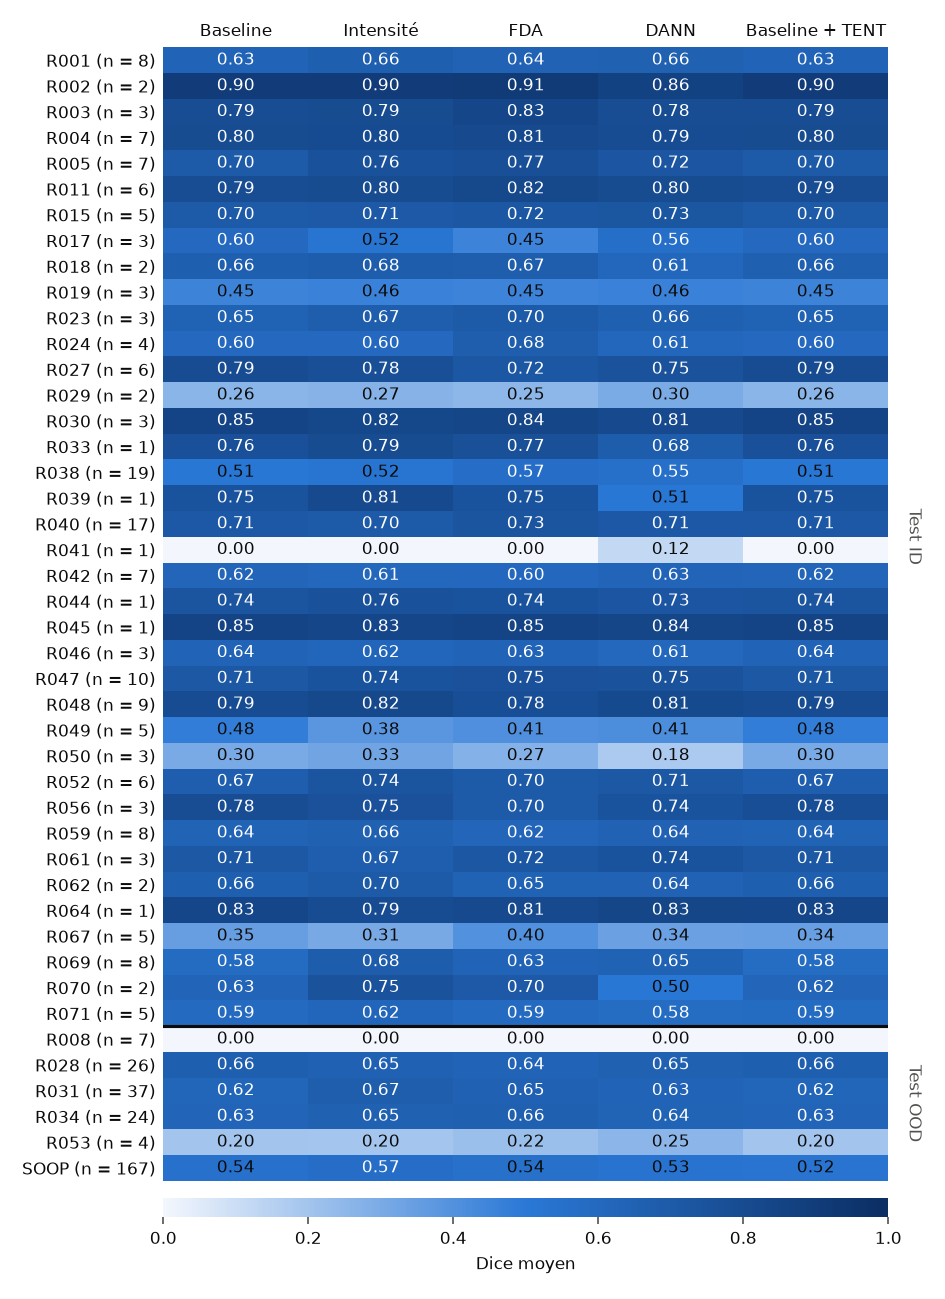 Baseline Intensité FDA DANN Baseline + TENT
R001 (n = 8) 0.63 0.66 0.64 0.66 0.63
R002 (n = 2) 0.90 0.90 0.91 0.86 0.90
R003 (n = 3) 0.79 0.79 0.83 0.78 0.79
R004 (n = 7) 0.80 0.80 0.81 0.79 0.80
R005 (n = 7) 0.70 0.76 0.77 0.72 0.70
R011 (n = 6) 0.79 0.80 0.82 0.80 0.79
R015 (n = 5) 0.70 0.71 0.72 0.73 0.70
R017 (n = 3) 0.60 0.52 0.45 0.56 0.60
R018 (n = 2) 0.66 0.68 0.67 0.61 0.66
R019 (n = 3) 0.45 0.46 0.45 0.46 0.45
R023 (n = 3) 0.65 0.67 0.70 0.66 0.65
R024 (n = 4) 0.60 0.60 0.68 0.61 0.60
R027 (n = 6) 0.79 0.78 0.72 0.75 0.79
R029 (n = 2) 0.26 0.27 0.25 0.30 0.26
R030 (n = 3) 0.85 0.82 0.84 0.81 0.85
R033 (n = 1) 0.76 0.79 0.77 0.68 0.76
R038 (n = 19) 0.51 0.52 0.57 0.55 0.51
R039 (n = 1) 0.75 0.81 0.75 0.51 0.75
R040 (n = 17) 0.71 0.70 0.73 0.71 0.71
R041 (n = 1) 0.00 0.00 0.00 0.12 0.00
R042 (n = 7) 0.62 0.61 0.60 0.63 0.62
R044 (n = 1) 0.74 0.76 0.74 0.73 0.74
R045 (n = 1) 0.85 0.83 0.85 0.84 0.85
R046 (n = 3) 0.64 0.62 0.63 0.61 0.64
R047 (n = 10) 0.71 0.74 0.75 0.75 0.71
R048 (n = 9) 0.79 0.82 0.78 0.81 0.79
R049 (n = 5) 0.48 0.38 0.41 0.41 0.48
R050 (n = 3) 0.30 0.33 0.27 0.18 0.30
R052 (n = 6) 0.67 0.74 0.70 0.71 0.67
R056 (n = 3) 0.78 0.75 0.70 0.74 0.78
R059 (n = 8) 0.64 0.66 0.62 0.64 0.64
R061 (n = 3) 0.71 0.67 0.72 0.74 0.71
R062 (n = 2) 0.66 0.70 0.65 0.64 0.66
R064 (n = 1) 0.83 0.79 0.81 0.83 0.83
R067 (n = 5) 0.35 0.31 0.40 0.34 0.34
R069 (n = 8) 0.58 0.68 0.63 0.65 0.58
R070 (n = 2) 0.63 0.75 0.70 0.50 0.62
R071 (n = 5) 0.59 0.62 0.59 0.58 0.59
Test ID
R008 (n = 7) 0.00 0.00 0.00 0.00 0.00
R028 (n = 26) 0.66 0.65 0.64 0.65 0.66
R031 (n = 37) 0.62 0.67 0.65 0.63 0.62
R034 (n = 24) 0.63 0.65 0.66 0.64 0.63
R053 (n = 4) 0.20 0.20 0.22 0.25 0.20
SOOP (n = 167) 0.54 0.57 0.54 0.53 0.52
Test OOD
0.0 0.2 0.4 0.6 0.8 1.0
Dice moyen